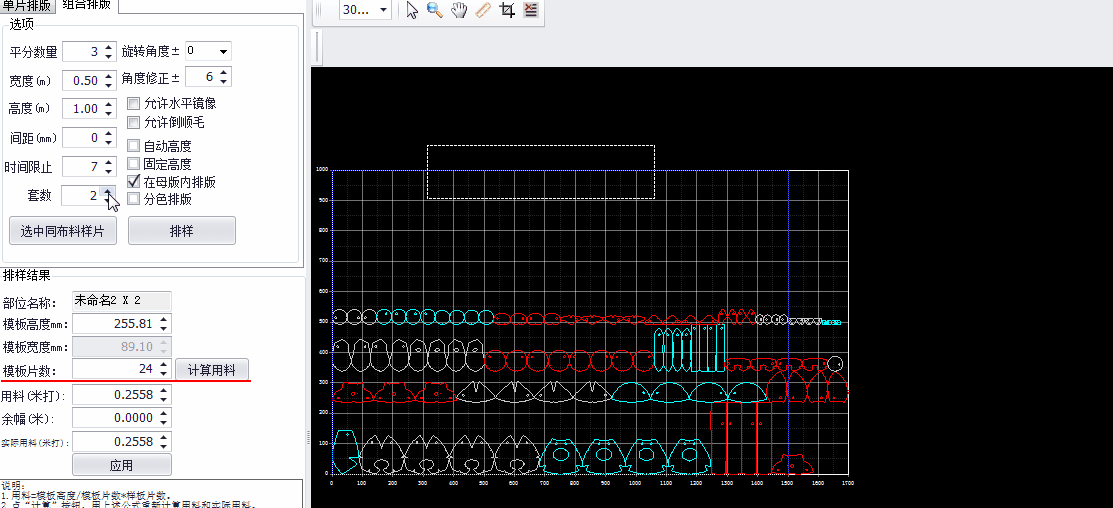 单片排版 组合排版
30...
选项
平分数量 3 旋转角度± 0
宽度(m) 0.50 角度修正± 6
高度(m) 1.00 允许水平镜像
允许倒顺毛
间距(mm) 0
自动高度
时间限止 7 固定高度
在母版内排版
套数 2 分色排版
选中同布料样片 排样
排样结果
部位名称: 未命名2 X 2
模板高度mm: 255.81
模板宽度mm: 89.10
模板片数: 24 计算用料
用料(米打): 0.2558
余幅(米): 0.0000
实际用料(米打): 0.2558
应用
说明:
1.用料=模板高度/模板片数*样板片数。
2.点“计算”按钮,用上述公式重新计算用料和实际用料。
1000
900
800
700
600
500
400
300
200
100
0
0 100 200 300 400 500 600 700 800 900 1000 1100 1200 1300 1400 1500 1600 1700